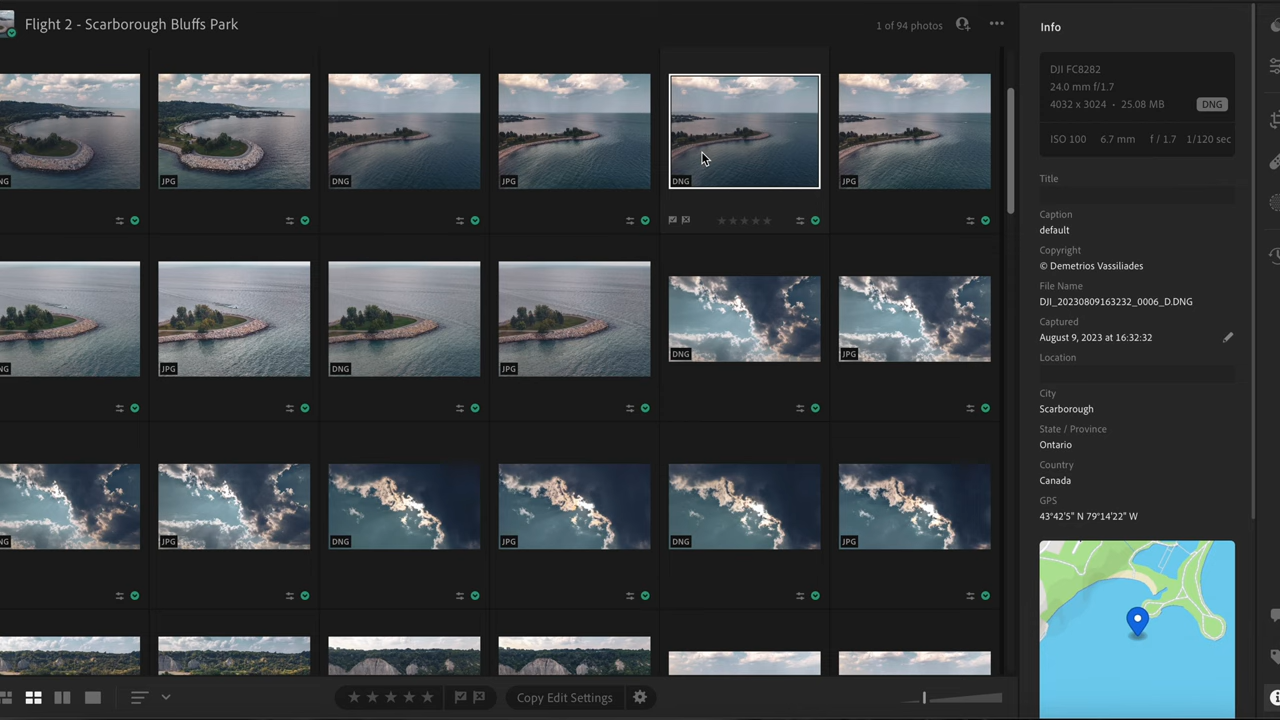 Flight 2 - Scarborough Bluffs Park
1 of 94 photos
JPG
DNG
JPG
DNG
JPG
JPG
DNG
JPG
DNG
JPG
JPG
DNG
JPG
DNG
JPG
Copy Edit Settings
Info
DJI FC8282
24.0 mm f/1.7
4032 x 3024 • 25.08 MB DNG
ISO 100 6.7 mm f / 1.7 1/120 sec
Title
Caption
default
Copyright
© Demetrios Vassiliades
File Name
DJI_20230809163232_0006_D.DNG
Captured
August 9, 2023 at 16:32:32
Location
City
Scarborough
State / Province
Ontario
Country
Canada
GPS
43°42'5" N 79°14'22" W